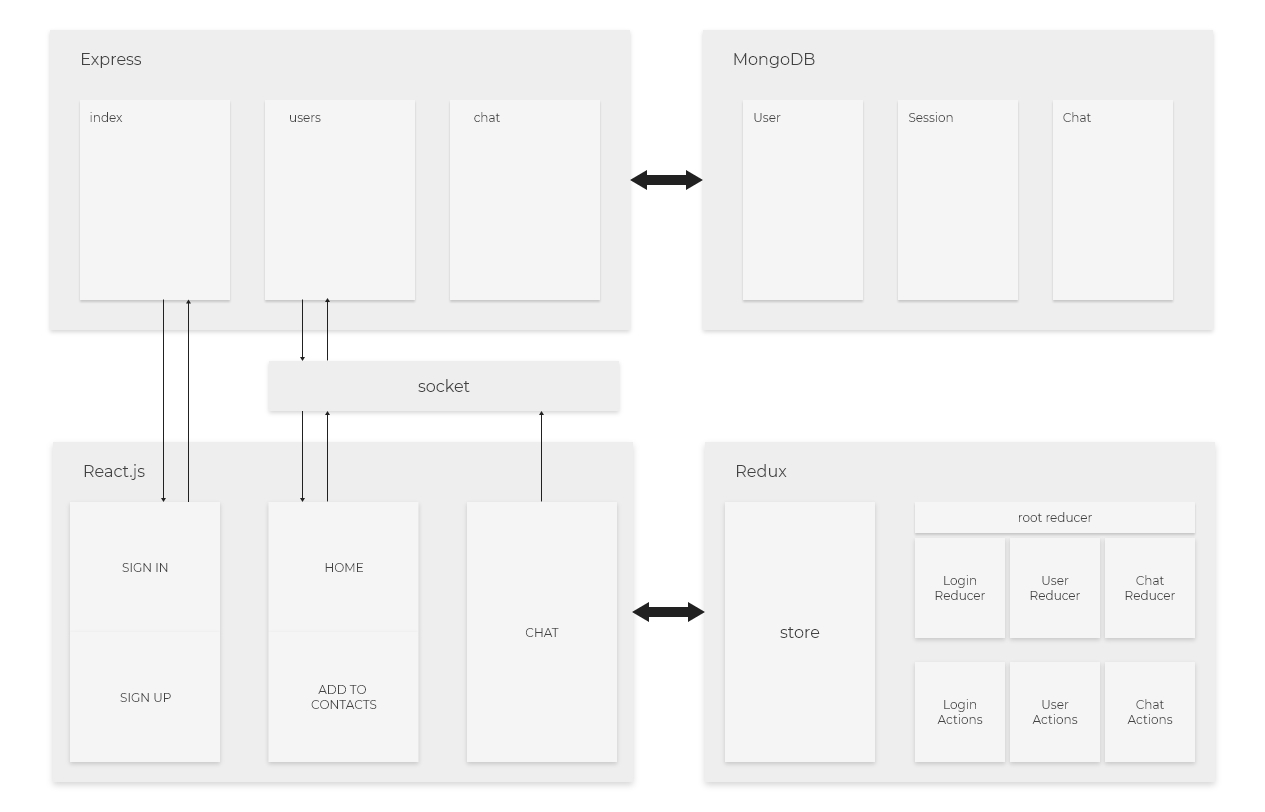 Express
index
users
chat
MongoDB
User
Session
Chat
socket
React.js
SIGN IN
SIGN UP
HOME
ADD TO
CONTACTS
CHAT
Redux
store
root reducer
Login
Reducer
User
Reducer
Chat
Reducer
Login
Actions
User
Actions
Chat
Actions